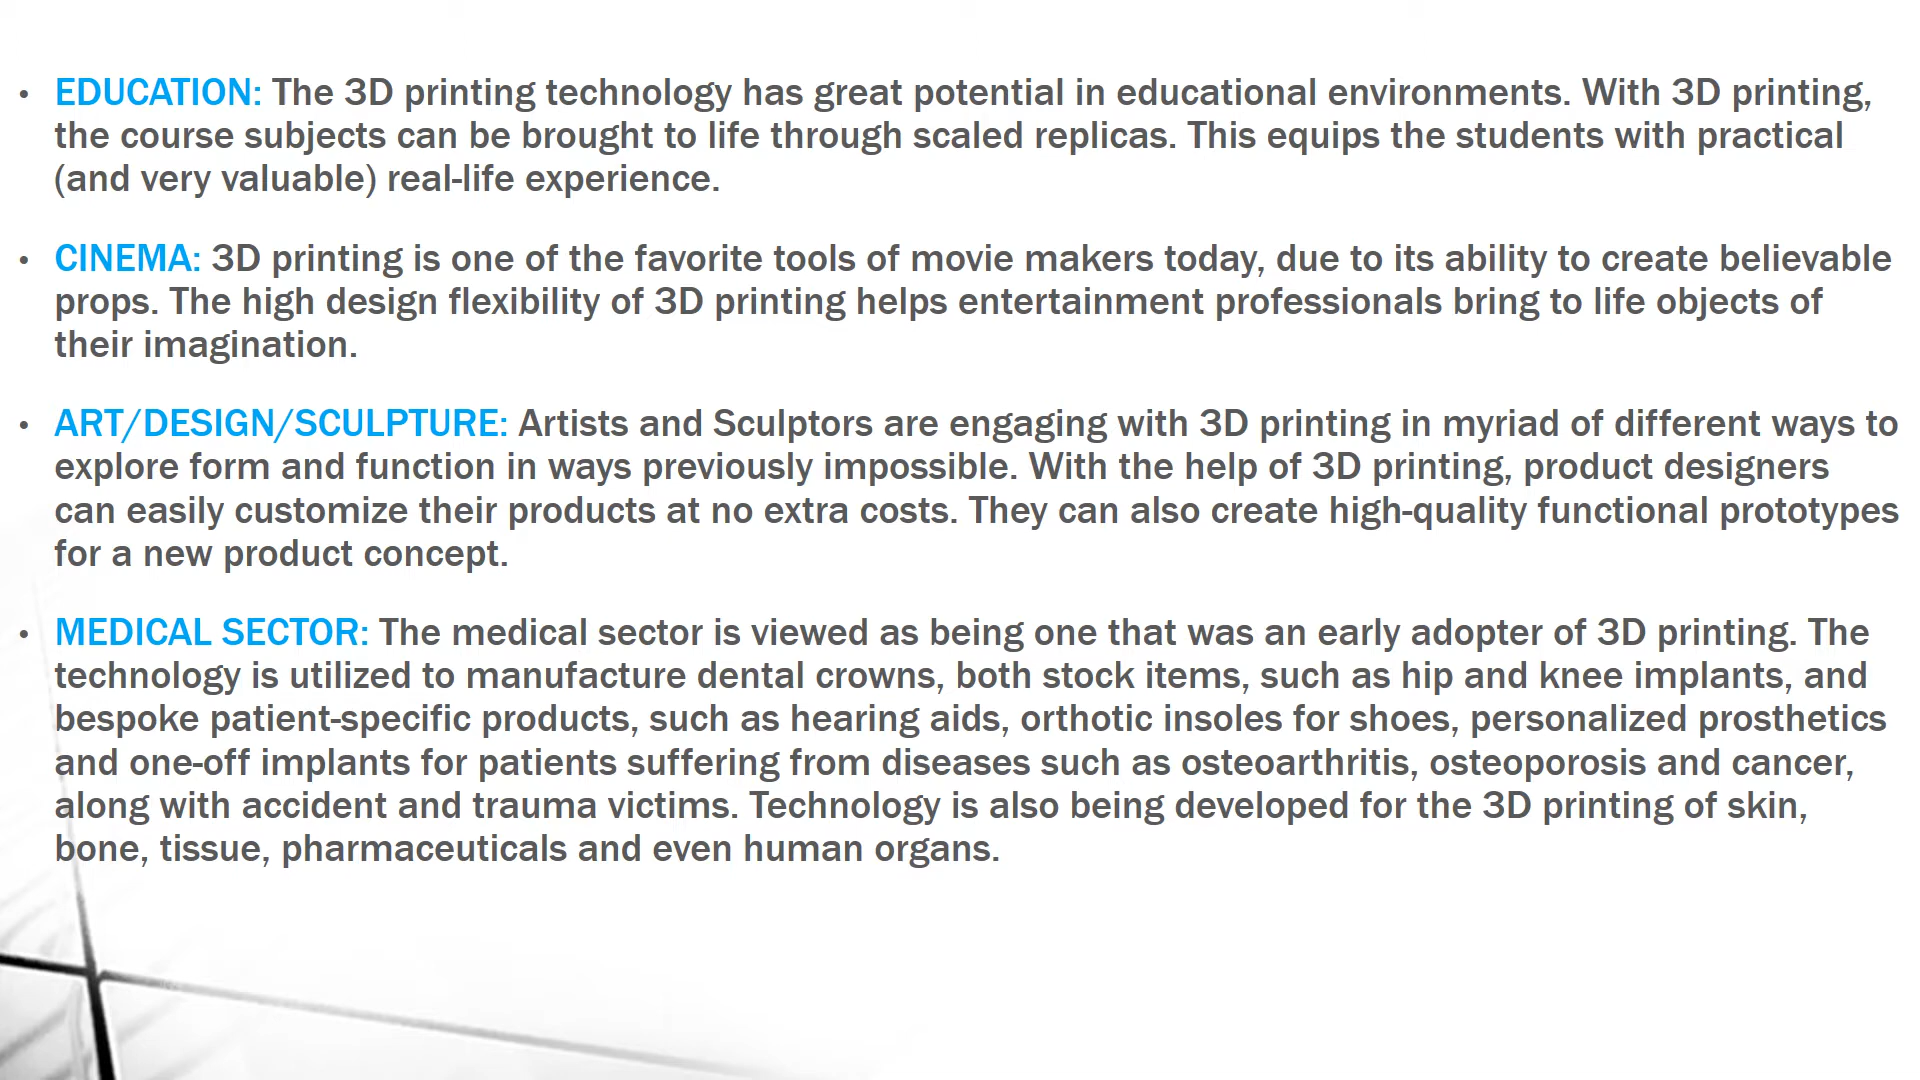 • EDUCATION: The 3D printing technology has great potential in educational environments. With 3D printing,
the course subjects can be brought to life through scaled replicas. This equips the students with practical
(and very valuable) real-life experience.
• CINEMA: 3D printing is one of the favorite tools of movie makers today, due to its ability to create believable
props. The high design flexibility of 3D printing helps entertainment professionals bring to life objects of
their imagination.
• ART/DESIGN/SCULPTURE: Artists and Sculptors are engaging with 3D printing in myriad of different ways to
explore form and function in ways previously impossible. With the help of 3D printing, product designers
can easily customize their products at no extra costs. They can also create high-quality functional prototypes
for a new product concept.
• MEDICAL SECTOR: The medical sector is viewed as being one that was an early adopter of 3D printing. The
technology is utilized to manufacture dental crowns, both stock items, such as hip and knee implants, and
bespoke patient-specific products, such as hearing aids, orthotic insoles for shoes, personalized prosthetics
and one-off implants for patients suffering from diseases such as osteoarthritis, osteoporosis and cancer,
along with accident and trauma victims. Technology is also being developed for the 3D printing of skin,
bone, tissue, pharmaceuticals and even human organs.